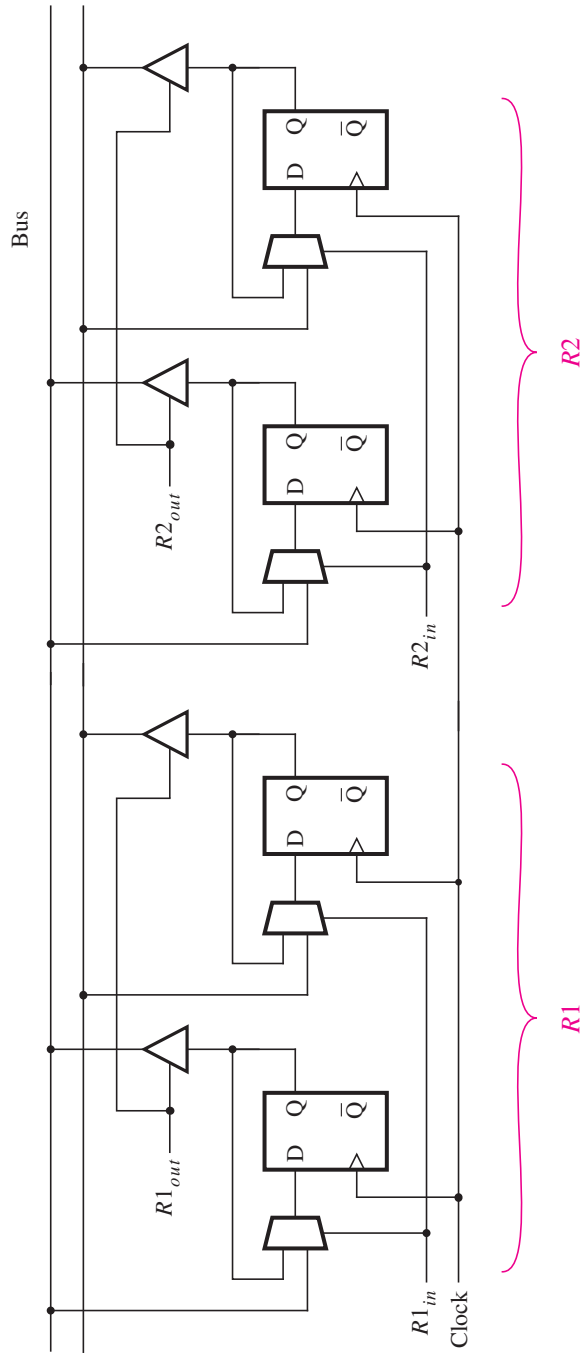 Bus
R1out
R2out
D Q
Q̅
D Q
Q̅
D Q
Q̅
D Q
Q̅
R1in
R2in
Clock
R1
R2